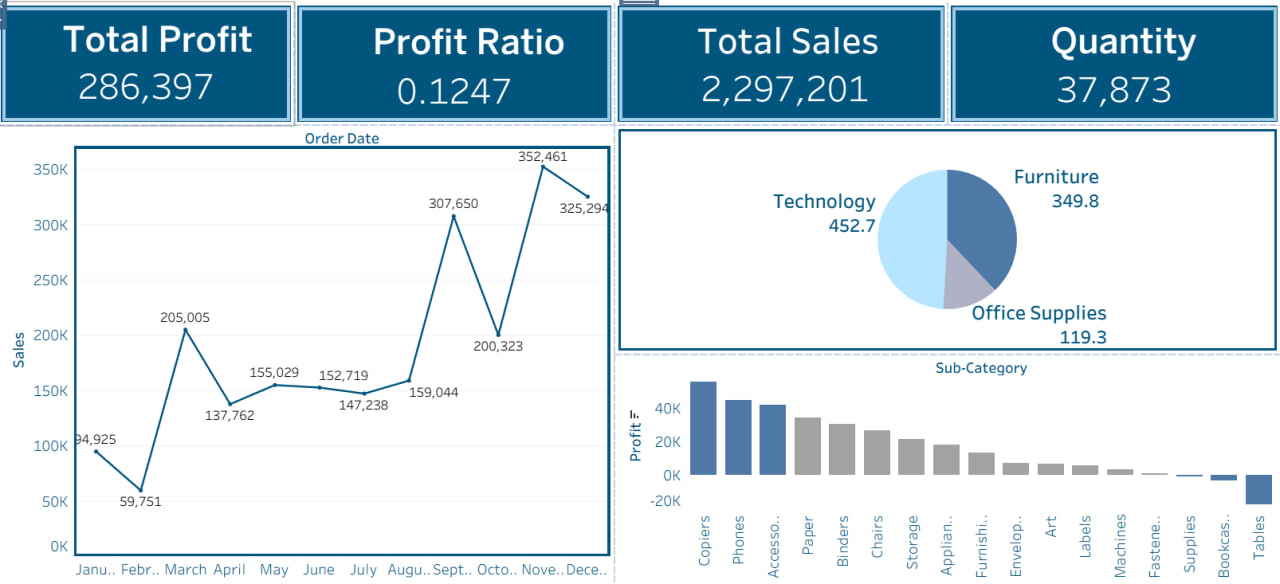 Total Profit
286,397
Profit Ratio
0.1247
Total Sales
2,297,201
Quantity
37,873
Order Date
Sales
350K
300K
250K
200K
150K
100K
50K
0K
94,925
59,751
205,005
137,762
155,029
152,719
147,238
159,044
307,650
200,323
352,461
325,294
Janu.. Febr.. March April May June July Augu.. Sept.. Octo.. Nove.. Dece..
Technology
452.7
Furniture
349.8
Office Supplies
119.3
Sub-Category
Profit
40K
20K
0K
-20K
Copiers
Phones
Accesso..
Paper
Binders
Chairs
Storage
Applian..
Furnishi..
Envelop..
Art
Labels
Machines
Fastene..
Supplies
Bookcas..
Tables